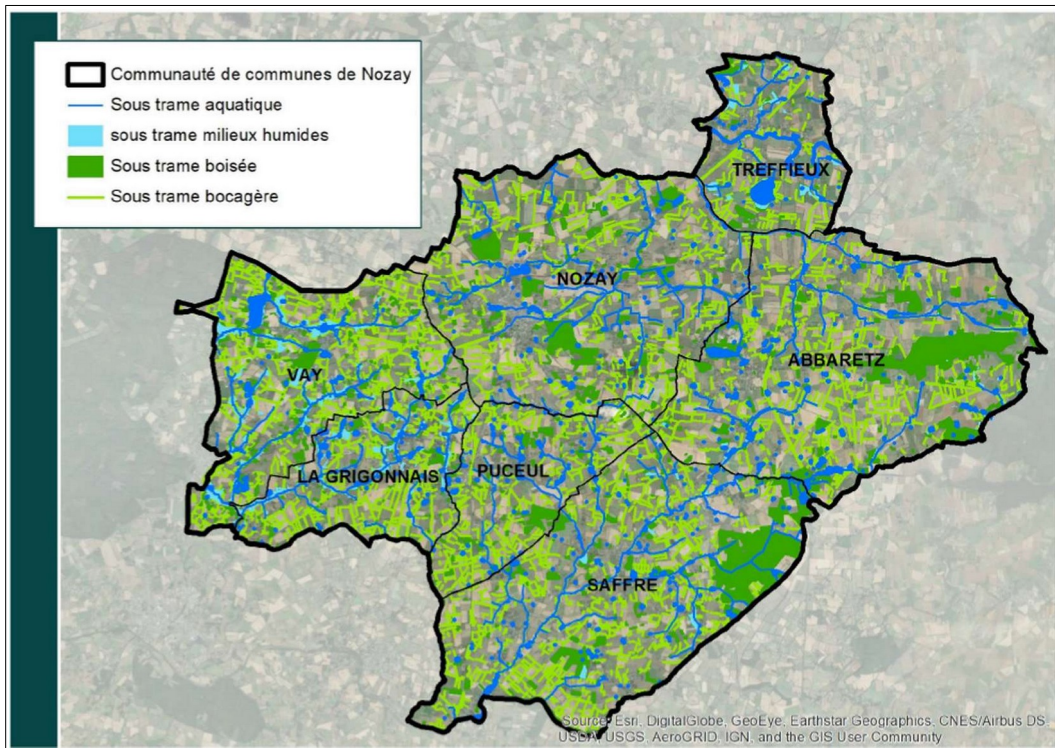 Communauté de communes de Nozay
Sous trame aquatique
sous trame milieux humides
Sous trame boisée
Sous trame bocagère
TREFFIEUX
NOZAY
ABBARETZ
VAY
LA GRIGONNAIS
PUCEUL
SAFFRE
Source: Esri, DigitalGlobe, GeoEye, Earthstar Geographics, CNES/Airbus DS,
USDA, USGS, AeroGRID, IGN, and the GIS User Community